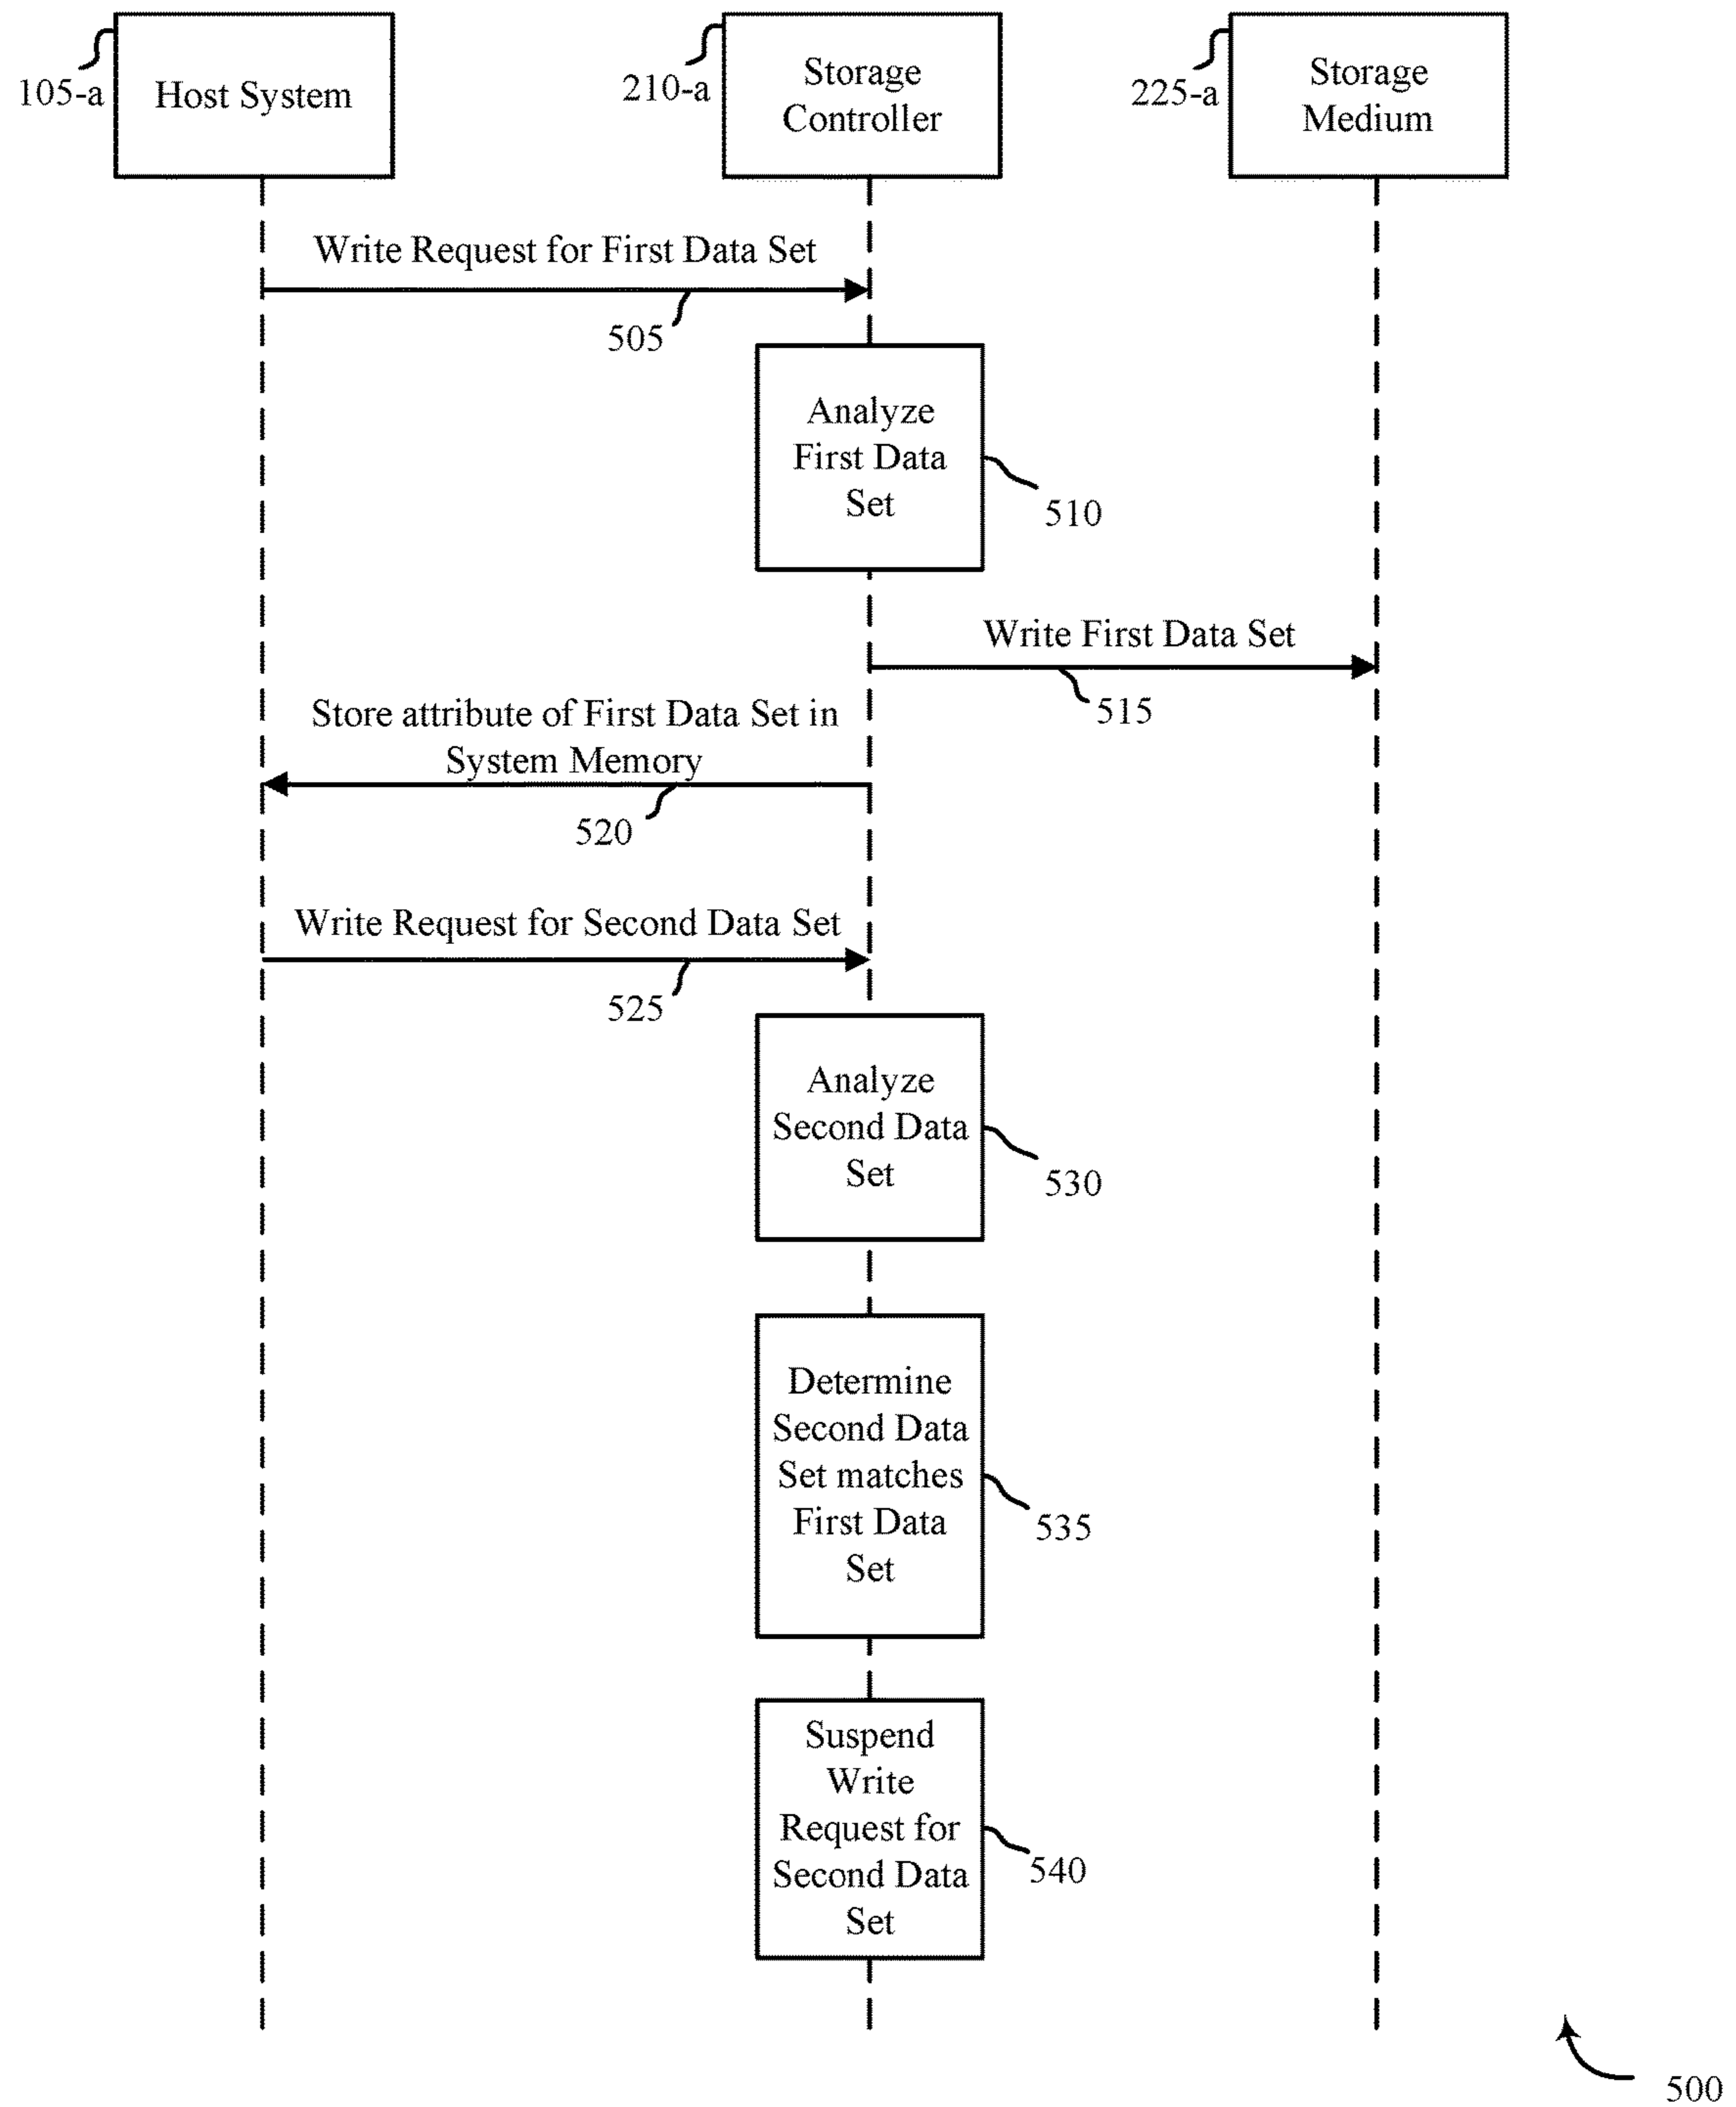 105-a
Host System
210-a
Storage
Controller
225-a
Storage
Medium
Write Request for First Data Set
505
Analyze
First Data
Set
510
Write First Data Set
515
Store attribute of First Data Set in
System Memory
520
Write Request for Second Data Set
525
Analyze
Second Data
Set
530
Determine
Second Data
Set matches
First Data
Set
535
Suspend
Write
Request for
Second Data
Set
540
500